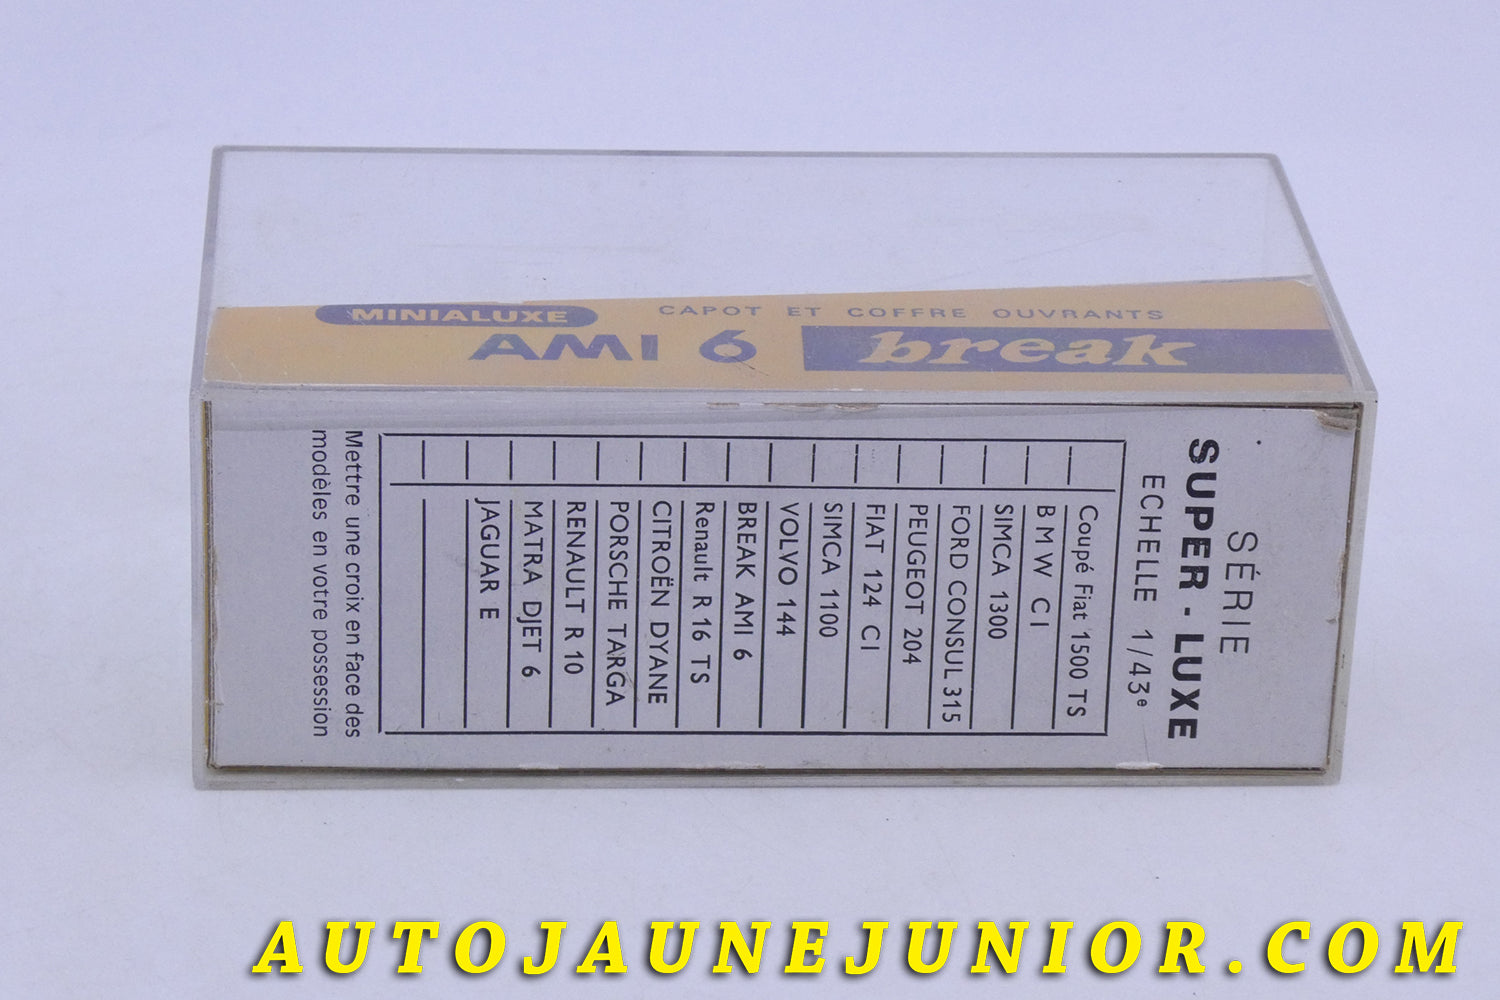 MINIALUXE
CAPOT ET COFFRE OUVRANTS
AMI 6 break
SÉRIE
SUPER - LUXE
ECHELLE 1/43e
Coupé Fiat 1500 TS
B M W C I
SIMCA 1300
FORD CONSUL 315
PEUGEOT 204
FIAT 124 C I
SIMCA 1100
VOLVO 144
BREAK AMI 6
Renault R 16 TS
CITROËN DYANE
PORSCHE TARGA
RENAULT R 10
MATRA DJET 6
JAGUAR E
Mettre une croix en face des
modèles en votre possession
AUTOJAUNEJUNIOR.COM